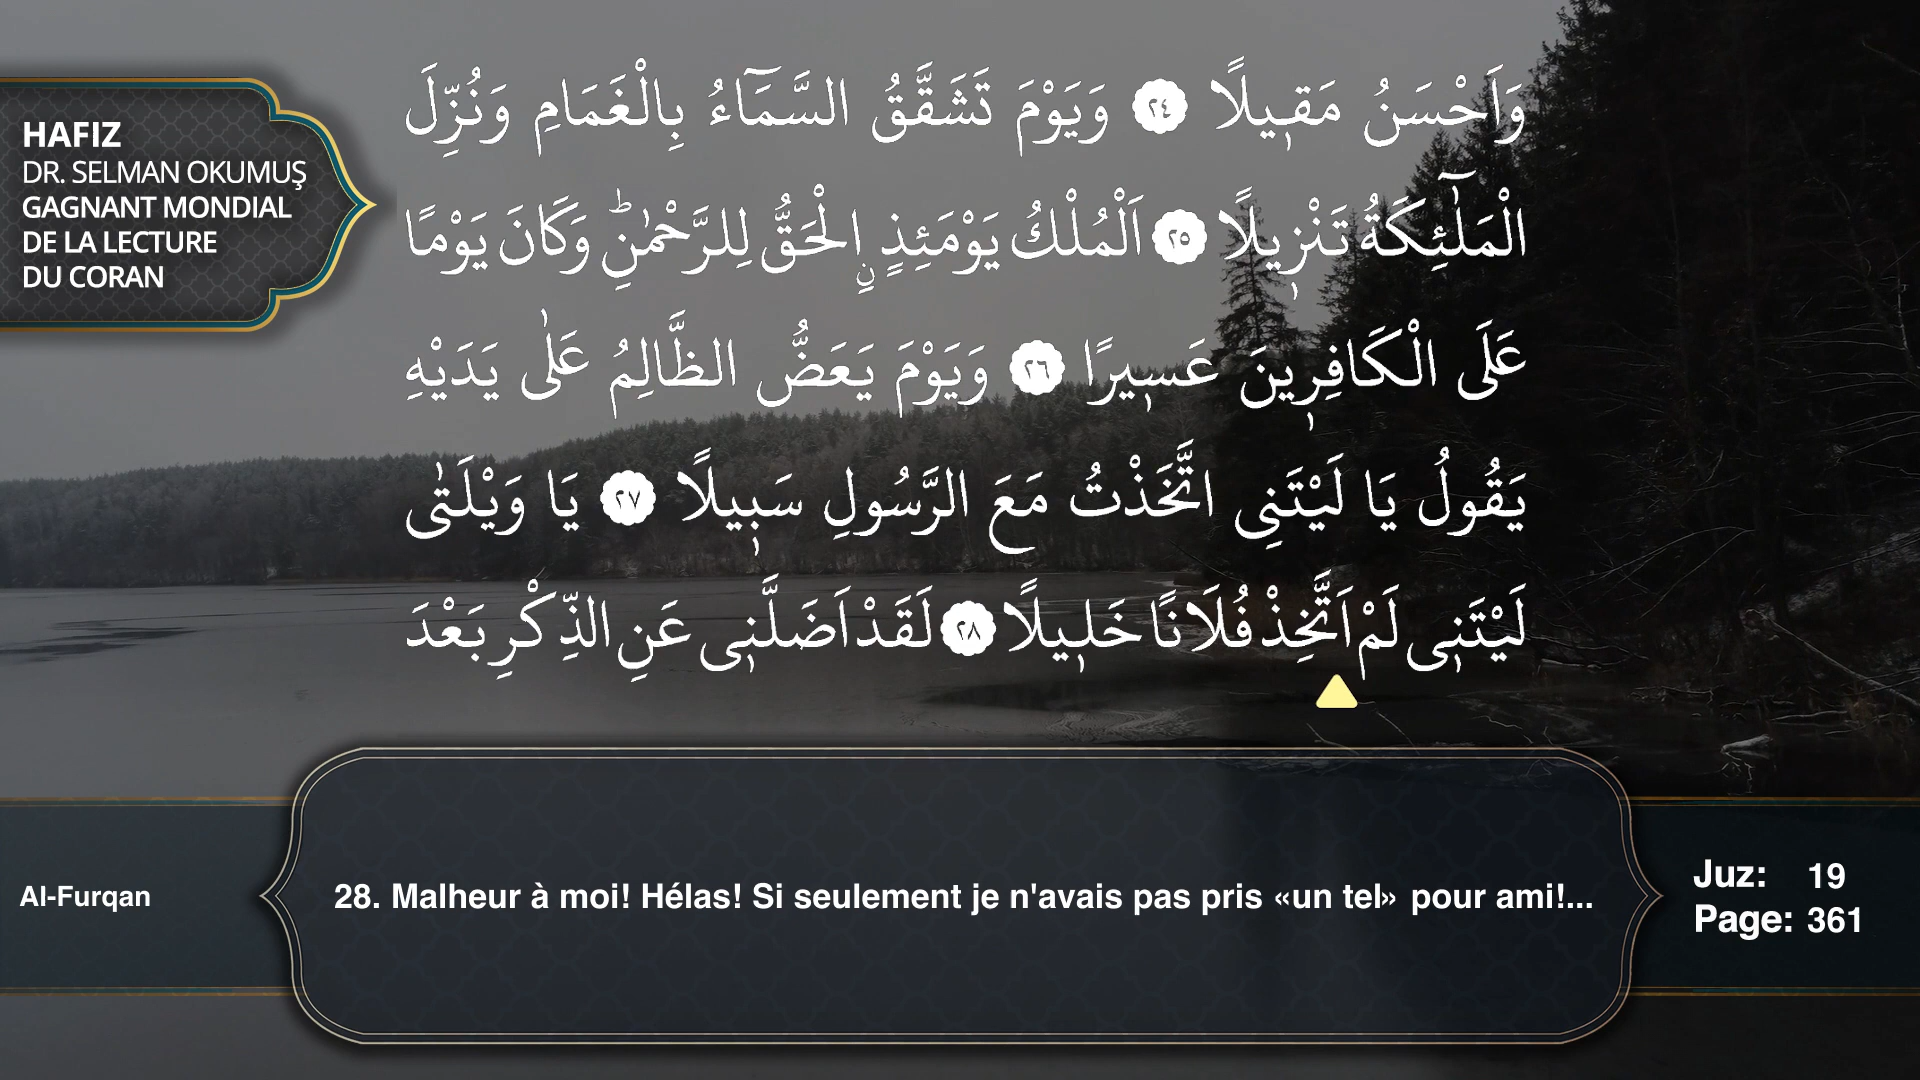 HAFIZ
DR. SELMAN OKUMUŞ
GAGNANT MONDIAL
DE LA LECTURE
DU CORAN
وَاَحْسَنُ مَقٖيلًا ٢٤ وَيَوْمَ تَشَقَّقُ السَّمَٓاءُ بِالْغَمَامِ وَنُزِّلَ
الْمَلٰٓئِكَةُ تَنْزٖيلًا ٢٥ اَلْمُلْكُ يَوْمَئِذٍ ۨالْحَقُّ لِلرَّحْمٰنِؕ وَكَانَ يَوْمًا
عَلَى الْكَافِرٖينَ عَسٖيرًا ٢٦ وَيَوْمَ يَعَضُّ الظَّالِمُ عَلٰى يَدَيْهِ
يَقُولُ يَا لَيْتَنِى اتَّخَذْتُ مَعَ الرَّسُولِ سَبٖيلًا ٢٧ يَا وَيْلَتٰى
لَيْتَنٖى لَمْ اَتَّخِذْ فُلَانًا خَلٖيلًا ٢٨ لَقَدْ اَضَلَّنٖى عَنِ الذِّكْرِ بَعْدَ
Al-Furqan
28. Malheur à moi! Hélas! Si seulement je n'avais pas pris «un tel» pour ami!...
Juz: 19
Page: 361